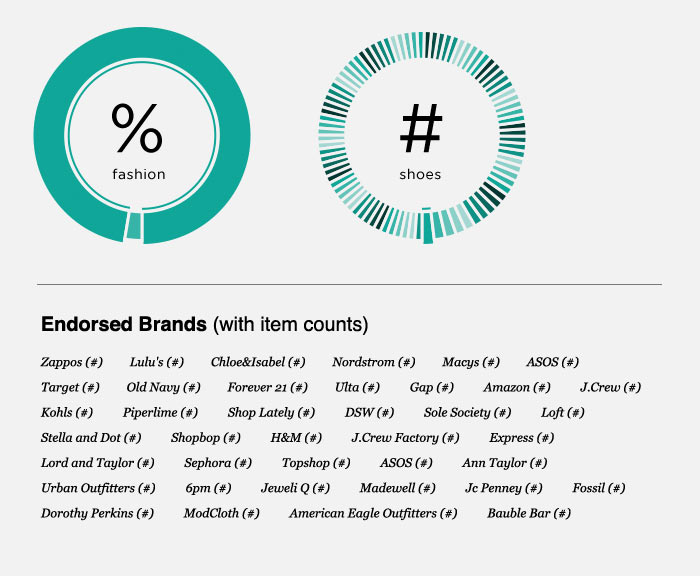 %
fashion
#
shoes
Endorsed Brands (with item counts)
Zappos (#) Lulu's (#) Chloe&Isabel (#) Nordstrom (#) Macys (#) ASOS (#)
Target (#) Old Navy (#) Forever 21 (#) Ulta (#) Gap (#) Amazon (#) J.Crew (#)
Kohls (#) Piperlime (#) Shop Lately (#) DSW (#) Sole Society (#) Loft (#)
Stella and Dot (#) Shopbop (#) H&M (#) J.Crew Factory (#) Express (#)
Lord and Taylor (#) Sephora (#) Topshop (#) ASOS (#) Ann Taylor (#)
Urban Outfitters (#) 6pm (#) Jeweli Q (#) Madewell (#) Jc Penney (#) Fossil (#)
Dorothy Perkins (#) ModCloth (#) American Eagle Outfitters (#) Bauble Bar (#)